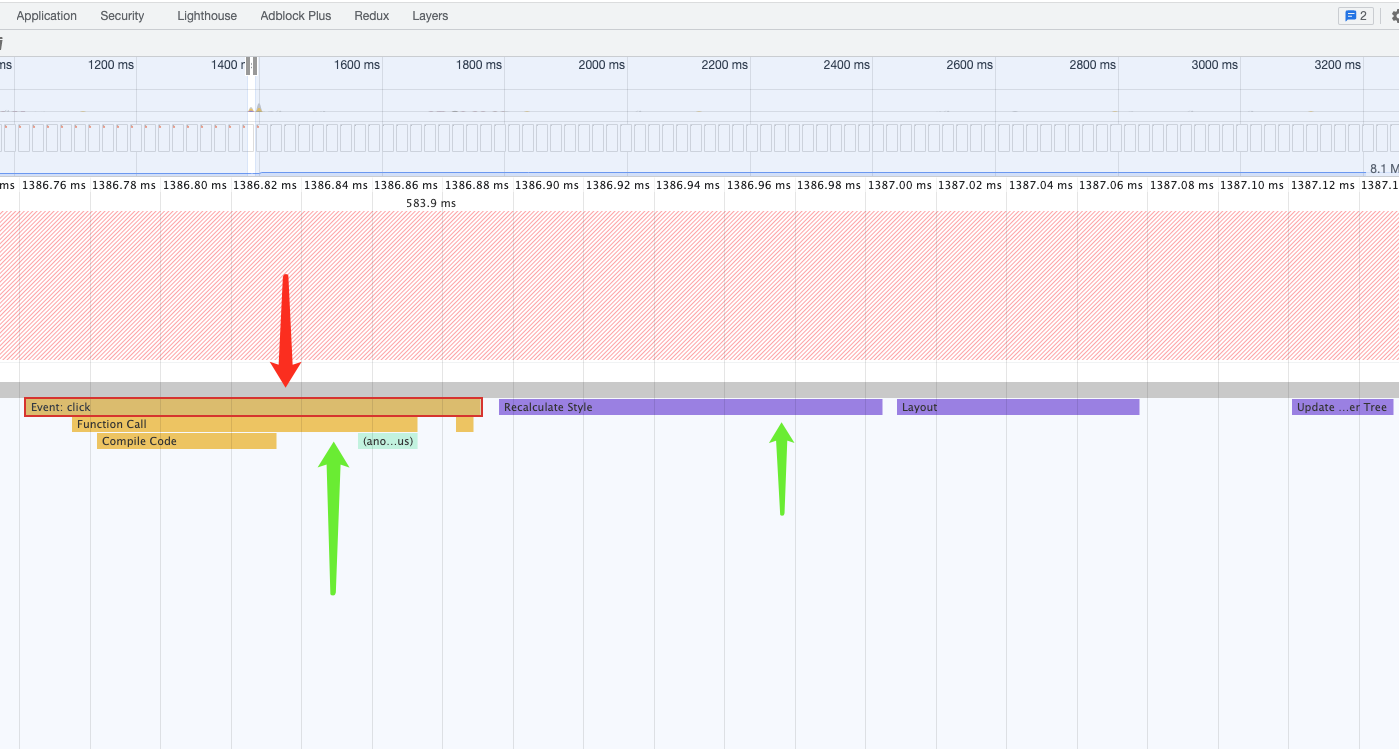 Application Security Lighthouse Adblock Plus Redux Layers 2
ms 1200 ms 1400 1600 ms 1800 ms 2000 ms 2200 ms 2400 ms 2600 ms 2800 ms 3000 ms 3200 ms
8.1 M
ms 1386.76 ms 1386.78 ms 1386.80 ms 1386.82 ms 1386.84 ms 1386.86 ms 1386.88 ms 1386.90 ms 1386.92 ms 1386.94 ms 1386.96 ms 1386.98 ms 1387.00 ms 1387.02 ms 1387.04 ms 1387.06 ms 1387.08 ms 1387.10 ms 1387.12 ms 1387.1
583.9 ms
Event: click Recalculate Style Layout Update ...er Tree
Function Call
Compile Code (ano...us)